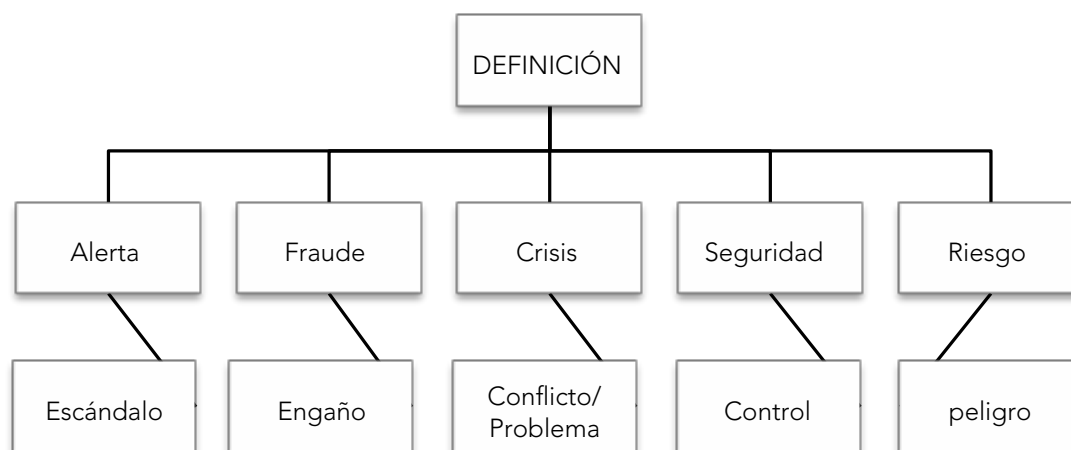 DEFINICIÓN
Alerta
Fraude
Crisis
Seguridad
Riesgo
Escándalo
Engaño
Conflicto/
Problema
Control
peligro